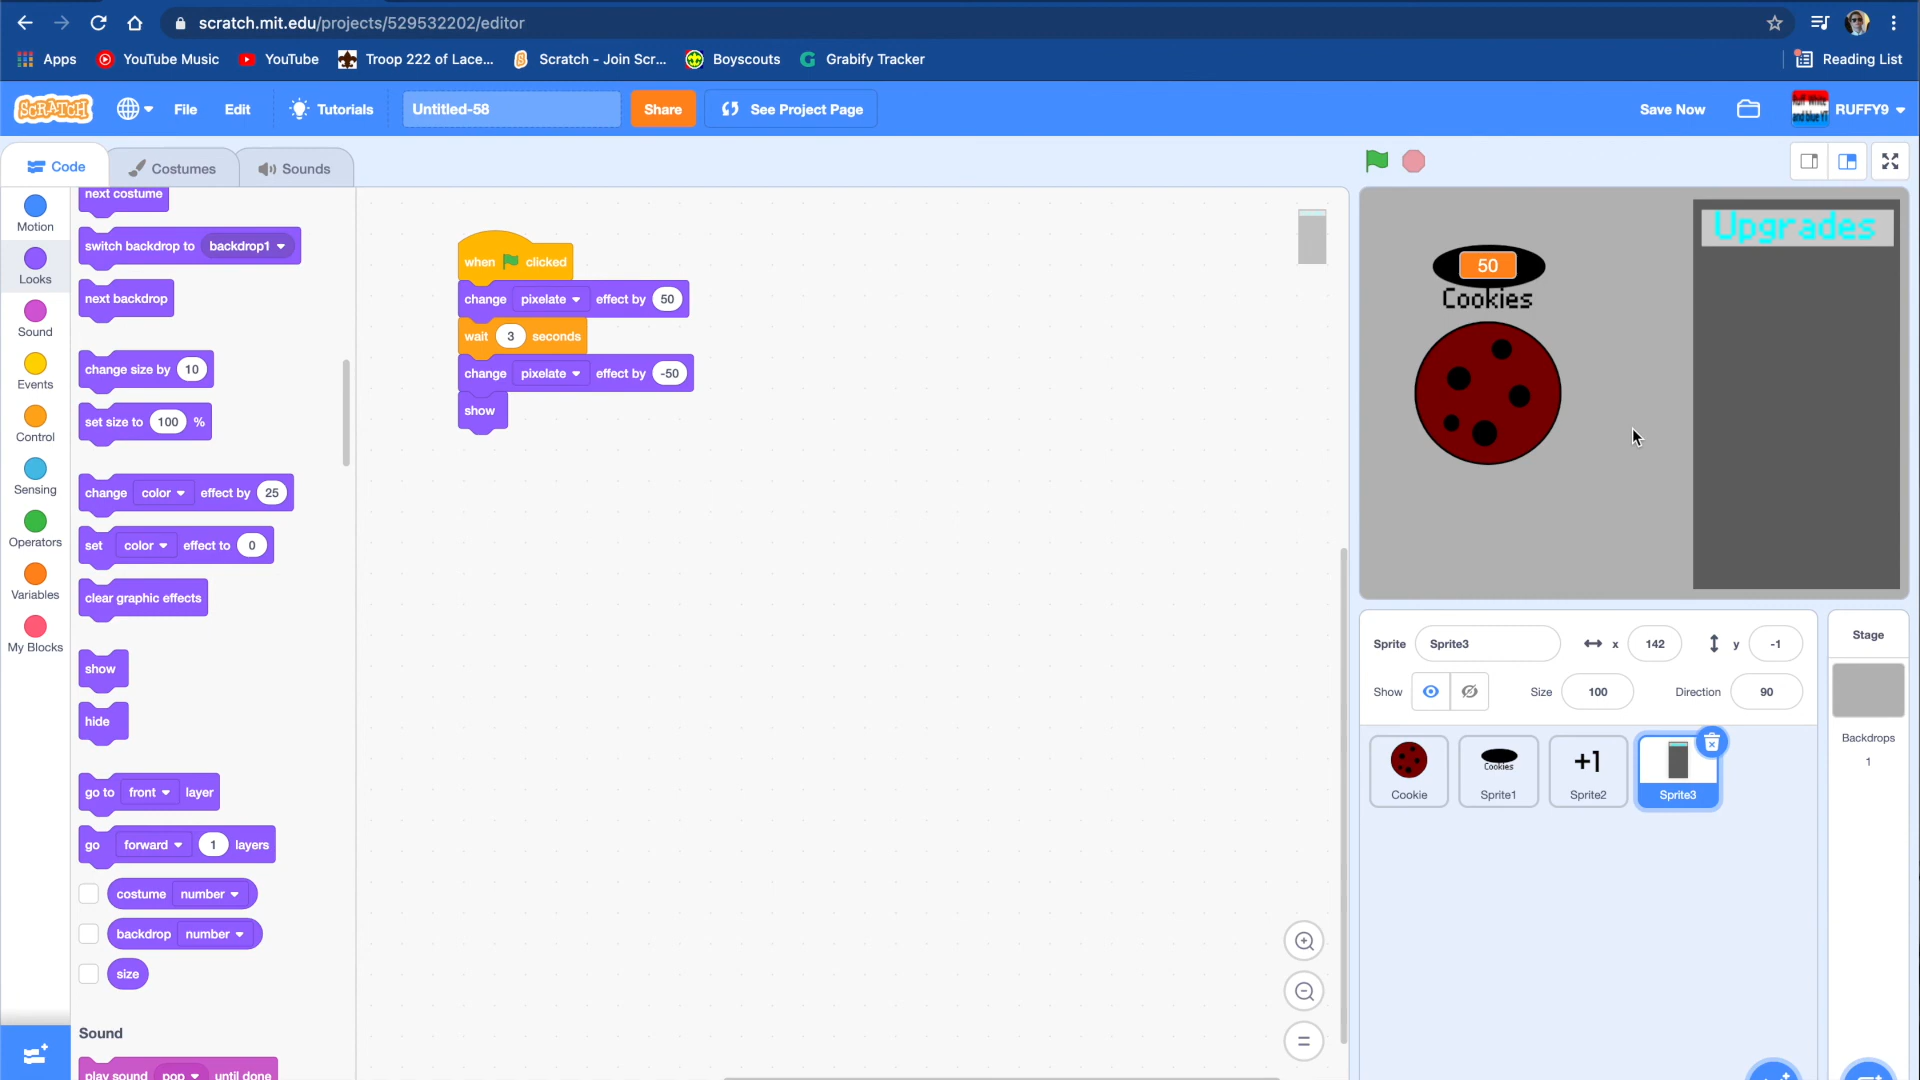 scratch.mit.edu/projects/529532202/editor
Apps YouTube Music YouTube Troop 222 of Lace... Scratch - Join Scr... Boyscouts Grabify Tracker Reading List
SCRATCH File Edit Tutorials Untitled-58 Share See Project Page Save Now RUFFY9
Code Costumes Sounds
Motion
Looks
Sound
Events
Control
Sensing
Operators
Variables
My Blocks
next costume
switch backdrop to backdrop1
next backdrop
change size by 10
set size to 100 %
change color effect by 25
set color effect to 0
clear graphic effects
show
hide
go to front layer
go forward 1 layers
costume number
backdrop number
size
Sound
play sound pop until done
when clicked
change pixelate effect by 50
wait 3 seconds
change pixelate effect by -50
show
Upgrades
50
Cookies
Sprite Sprite3 x 142 y -1
Show Size 100 Direction 90
Cookie
Cookies
Sprite1
+1
Sprite2
Sprite3
Stage
Backdrops
1